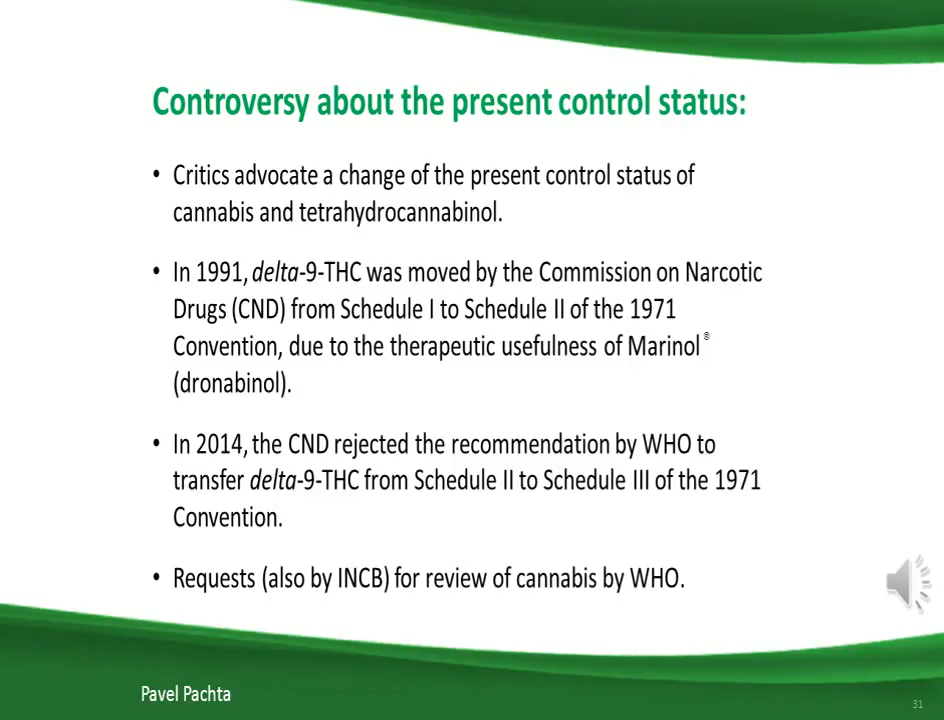 Controversy about the present control status:
• Critics advocate a change of the present control status of
cannabis and tetrahydrocannabinol.
• In 1991, delta-9-THC was moved by the Commission on Narcotic
Drugs (CND) from Schedule I to Schedule II of the 1971
Convention, due to the therapeutic usefulness of Marinol®
(dronabinol).
• In 2014, the CND rejected the recommendation by WHO to
transfer delta-9-THC from Schedule II to Schedule III of the 1971
Convention.
• Requests (also by INCB) for review of cannabis by WHO.
Pavel Pachta
31